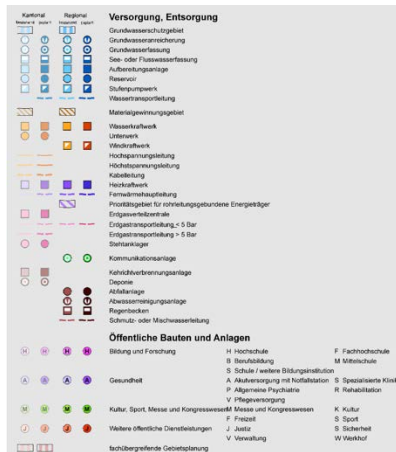 Kantonal Regional Versorgung, Entsorgung
Grundwasserschutzgebiet
Grundwasseranreicherung
Grundwasserfassung
See- oder Flusswasserfassung
Aufbereitungsanlage
Reservoir
Stufenpumpwerk
Wassertransportleitung
Materialgewinnungsgebiet
Wasserkraftwerk
Unterwerk
Windkraftwerk
Hochspannungsleitung
Höchstspannungsleitung
Kabelleitung
Heizkraftwerk
Fernwärmehauptleitung
Prioritätsgebiet für rohrleitungsgebundene Energieträger
Erdgasverteilzentrale
Erdgastransportleitung < 5 Bar
Erdgastransportleitung > 5 Bar
Stehtanklager
Kommunikationsanlage
Kehrichtverbrennungsanlage
Deponie
Abfallanlage
Abwasserreinigungsanlage
Regenbecken
Schmutz- oder Mischwasserleitung
Öffentliche Bauten und Anlagen
H H H H Bildung und Forschung H Hochschule F Fachhochschule
B Berufsbildung M Mittelschule
S Schule / weitere Bildungsinstitution
A A A A Gesundheit A Akutversorgung mit Notfallstation S Spezialisierte Klinik
P Allgemeine Psychiatrie R Rehabilitation
V Pflegeversorgung
M M M M Kultur, Sport, Messe und Kongresswesen M Messe und Kongresswesen K Kultur
F Freizeit S Sport
J J J J Weitere öffentliche Dienstleistungen J Justiz S Sicherheit
V Verwaltung W Werkhof
fachübergreifende Gebietsplanung